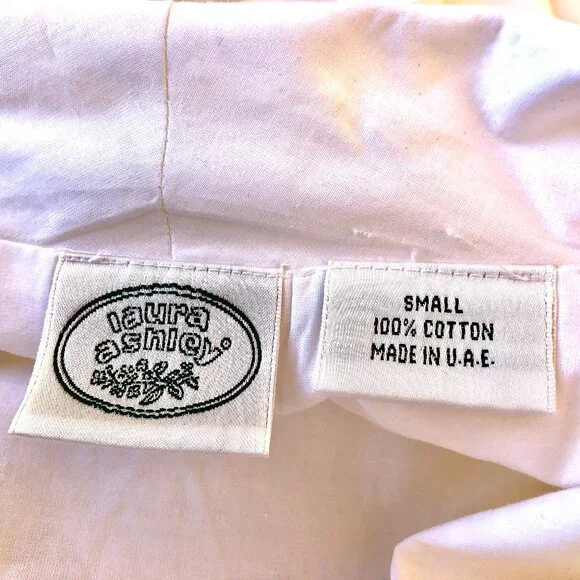 laura
ashley®
SMALL
100% COTTON
MADE IN U.A.E.